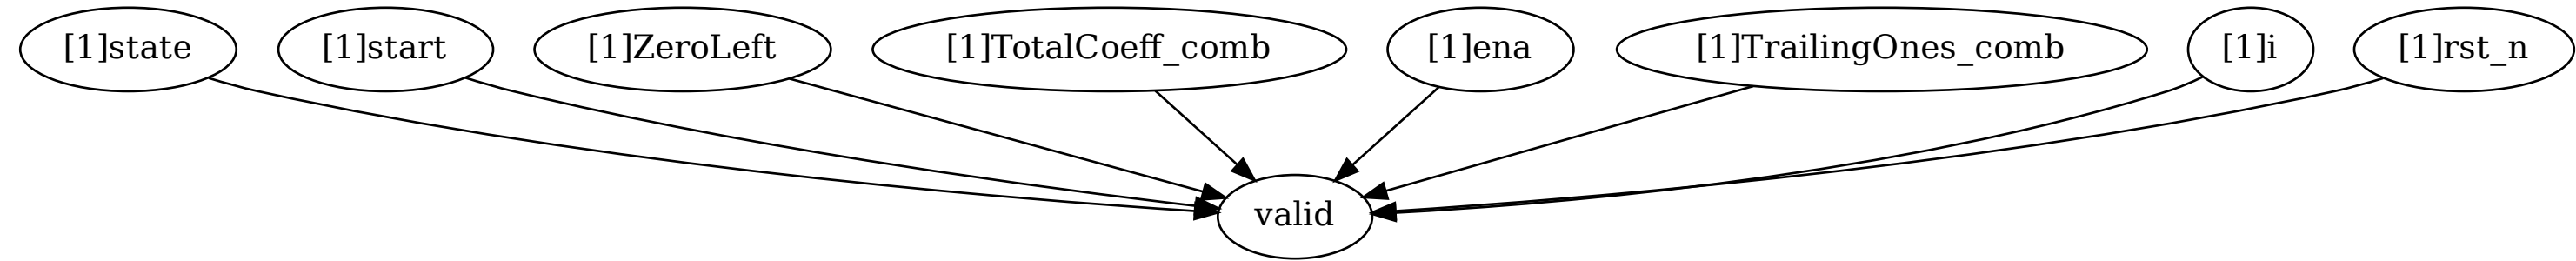 [1]state
[1]start
[1]ZeroLeft
[1]TotalCoeff_comb
[1]ena
[1]TrailingOnes_comb
[1]i
[1]rst_n
valid